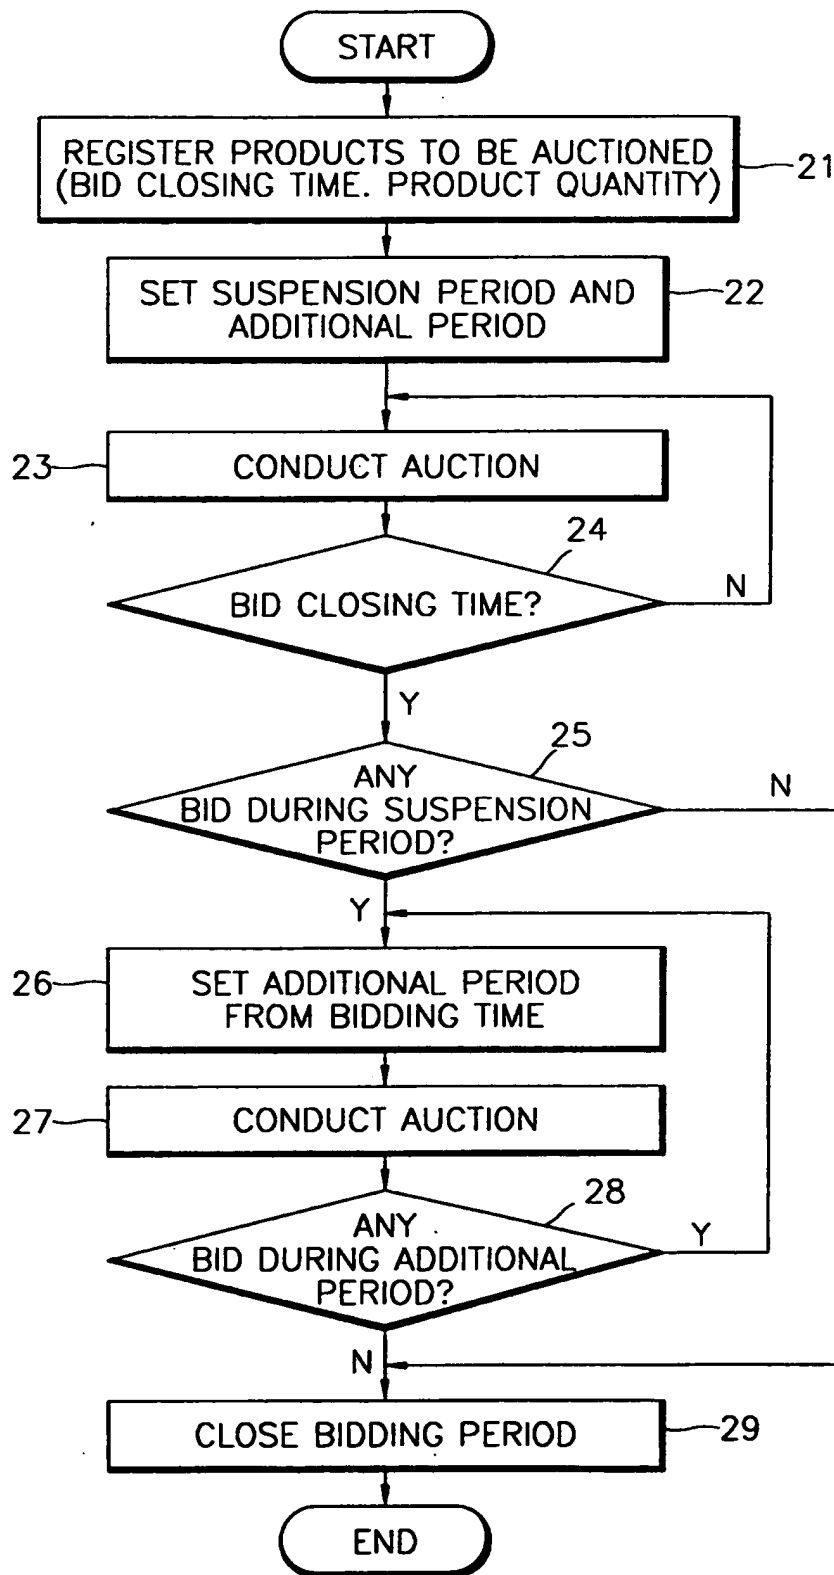 START
REGISTER PRODUCTS TO BE AUCTIONED
(BID CLOSING TIME. PRODUCT QUANTITY)
21
SET SUSPENSION PERIOD AND
ADDITIONAL PERIOD
22
23
CONDUCT AUCTION
24
BID CLOSING TIME?
N
Y
25
ANY
BID DURING SUSPENSION
PERIOD?
N
Y
26
SET ADDITIONAL PERIOD
FROM BIDDING TIME
27
CONDUCT AUCTION
28
ANY
BID DURING ADDITIONAL
PERIOD?
Y
N
CLOSE BIDDING PERIOD
29
END